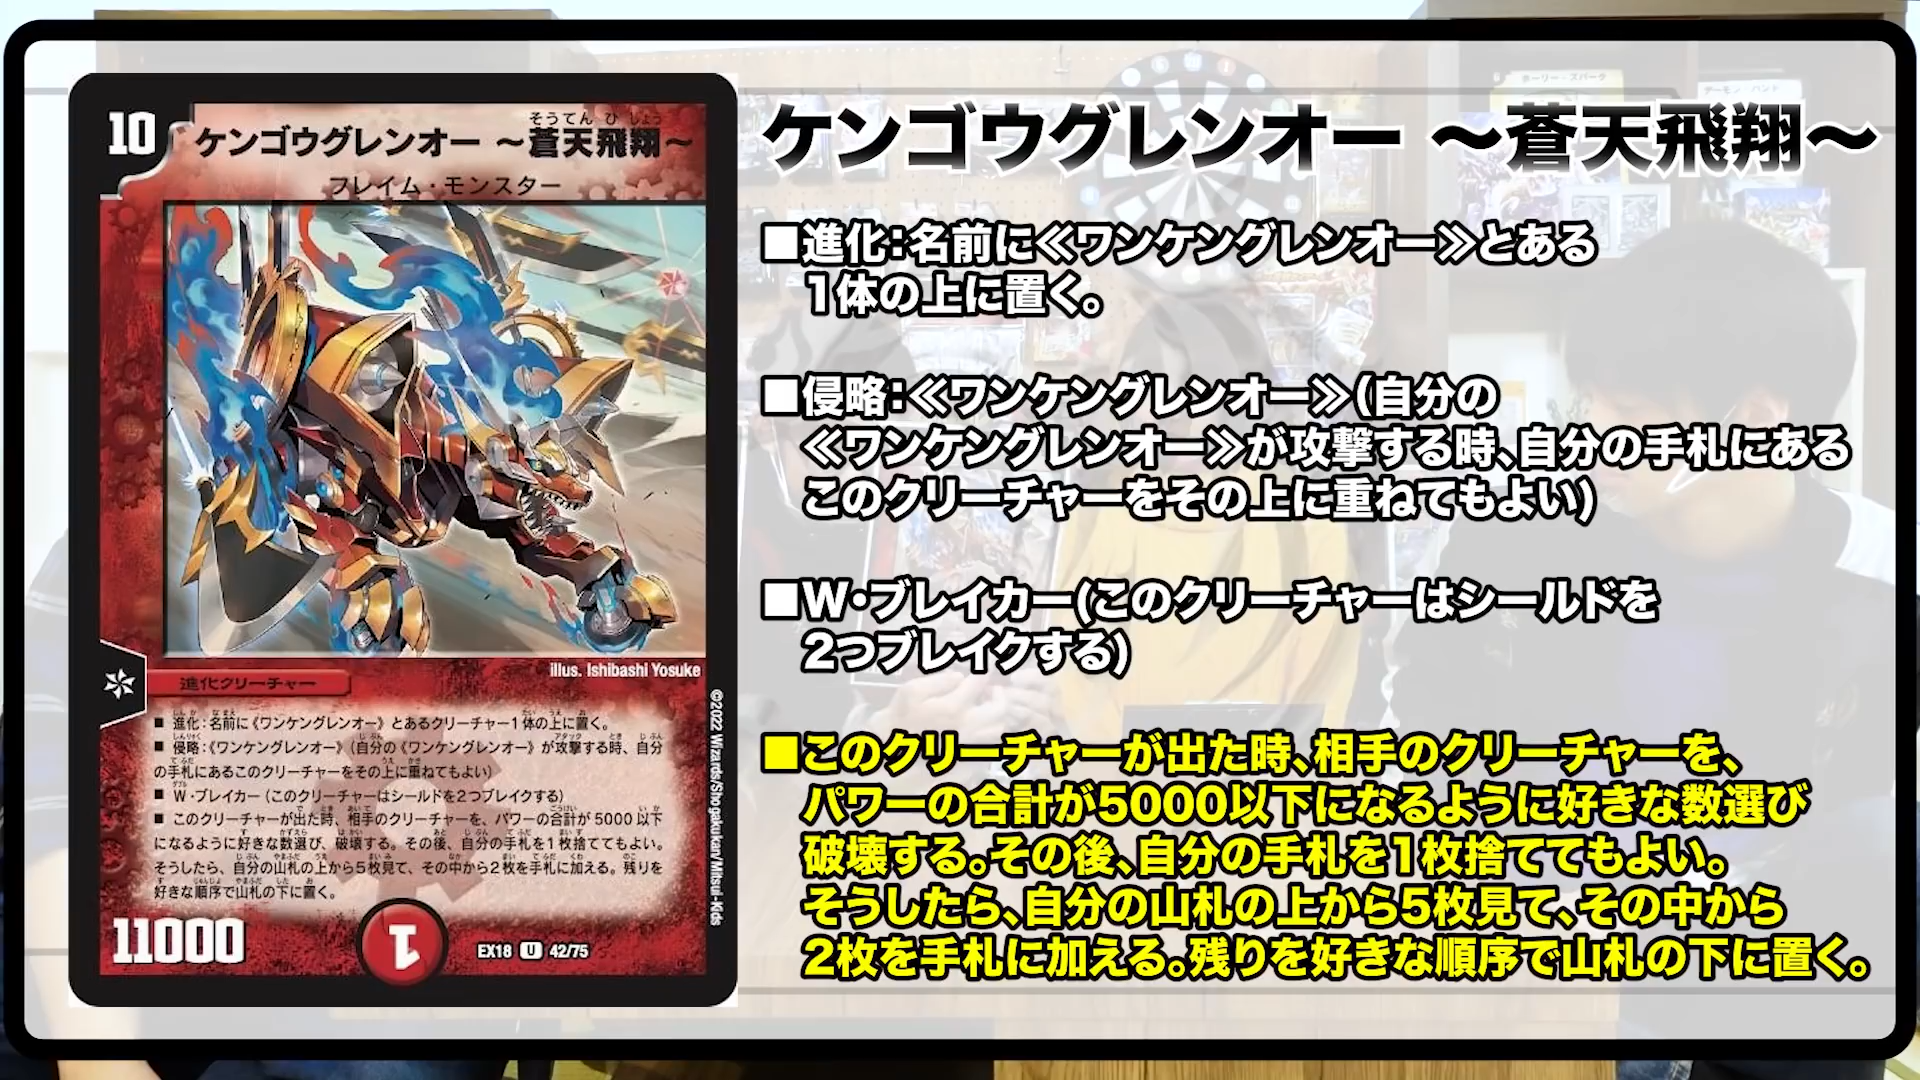 10
そうてん ひ しょう
ケンゴウグレンオー ～蒼天飛翔～
フレイム・モンスター
illus. Ishibashi Yosuke
進化クリーチャー
■ 進化：名前に《ワンケングレンオー》とあるクリーチャー1体の上に置く。
■ 侵略：《ワンケングレンオー》（自分の《ワンケングレンオー》が攻撃する時、自分
の手札にあるこのクリーチャーをその上に重ねてもよい）
■ W・ブレイカー（このクリーチャーはシールドを2つブレイクする）
■ このクリーチャーが出た時、相手のクリーチャーを、パワーの合計が 5000 以下
になるように好きな数選び、破壊する。その後、自分の手札を1枚捨ててもよい。
そうしたら、自分の山札の上から5枚見て、その中から2枚を手札に加える。残りを
好きな順序で山札の下に置く。
11000
1
EX18 U 42/75
©2022 Wizards/Shogakukan/Mitsui-Kids
ケンゴウグレンオー ～蒼天飛翔～
■進化：名前に≪ワンケングレンオー≫とある
1体の上に置く。
■侵略：≪ワンケングレンオー≫（自分の
≪ワンケングレンオー≫が攻撃する時、自分の手札にある
このクリーチャーをその上に重ねてもよい)
■W・ブレイカー(このクリーチャーはシールドを
2つブレイクする)
■このクリーチャーが出た時、相手のクリーチャーを、
パワーの合計が5000以下になるように好きな数選び
破壊する。その後、自分の手札を1枚捨ててもよい。
そうしたら、自分の山札の上から5枚見て、その中から
2枚を手札に加える。残りを好きな順序で山札の下に置く。